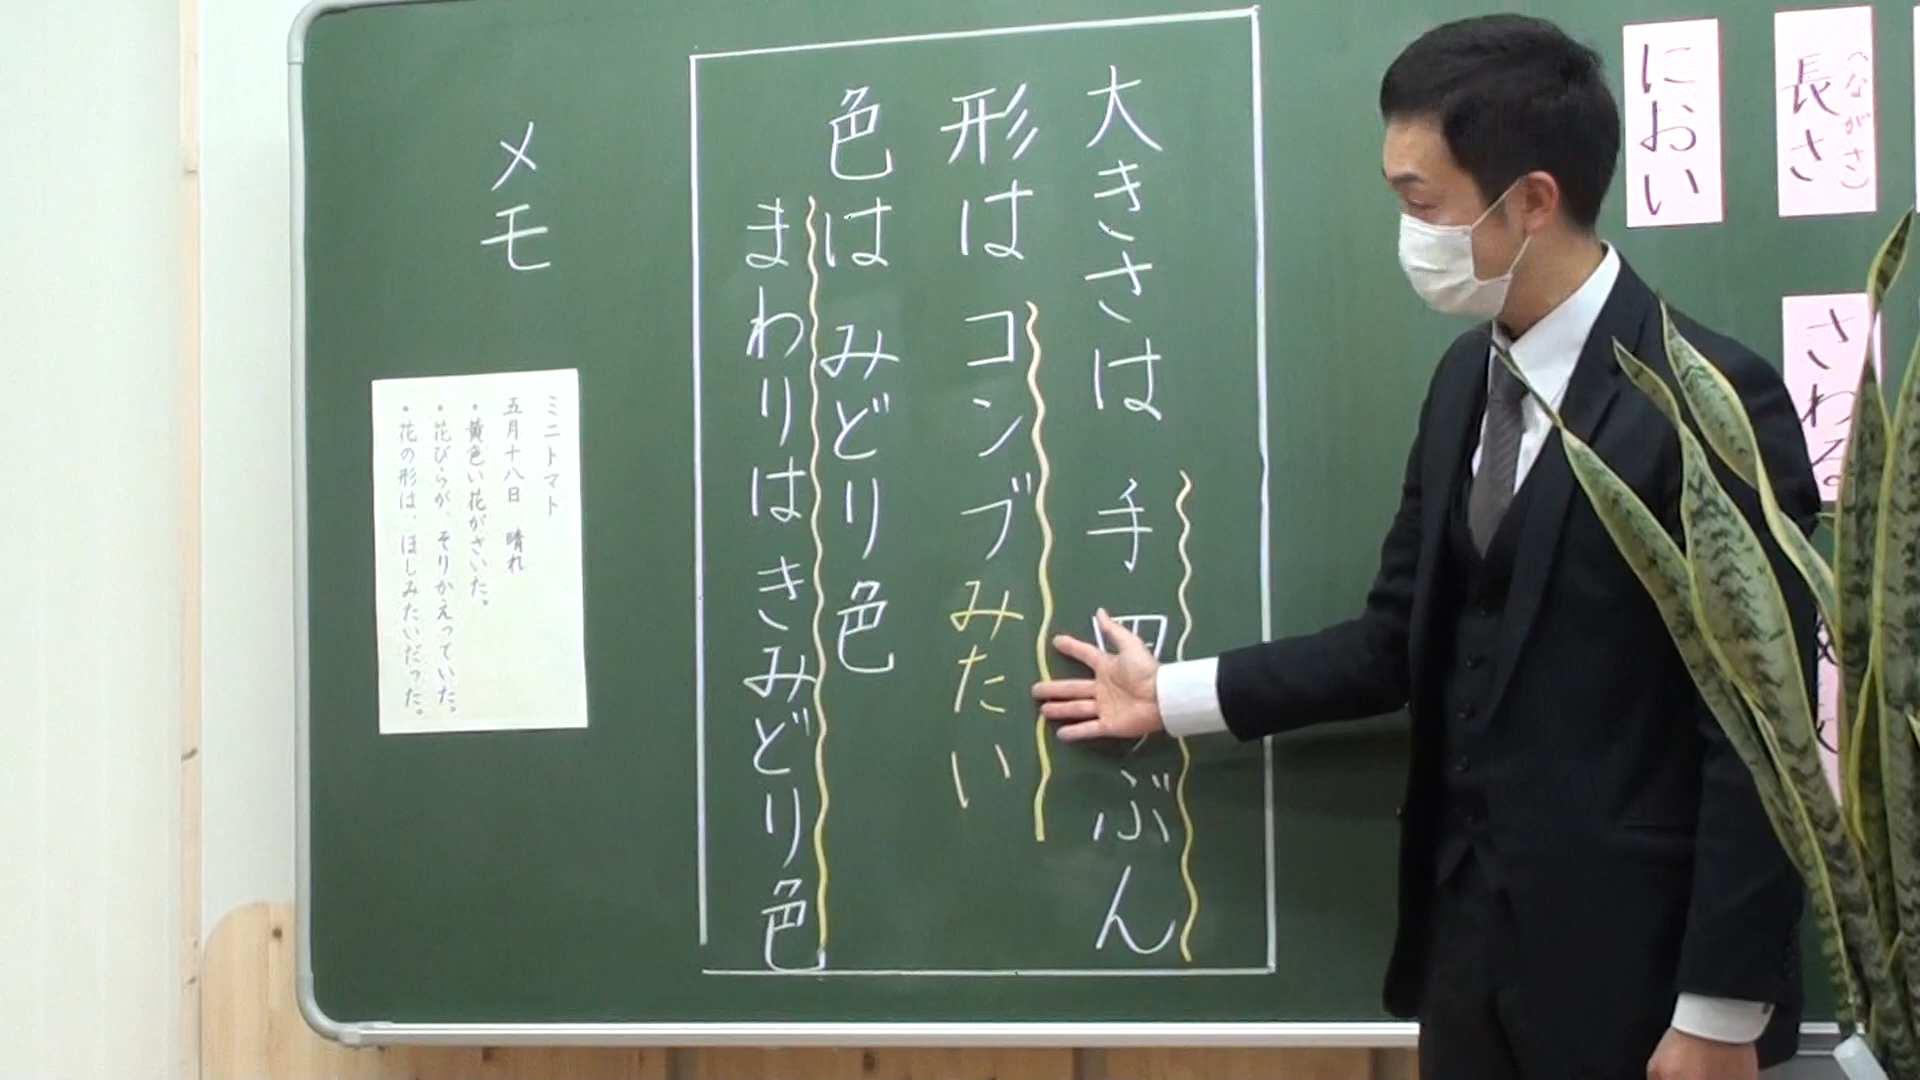 長さ
(ながさ)
におい
さわる
大きさは 手 四 ぶん
形は コンブみたい
色は みどり色
まわりは きみどり色
メモ
ミニトマト
五月十八日 晴れ
・黄色い花がさいた。
・花びらが、そりかえっていた。
・花の形は、ほしみたいだった。